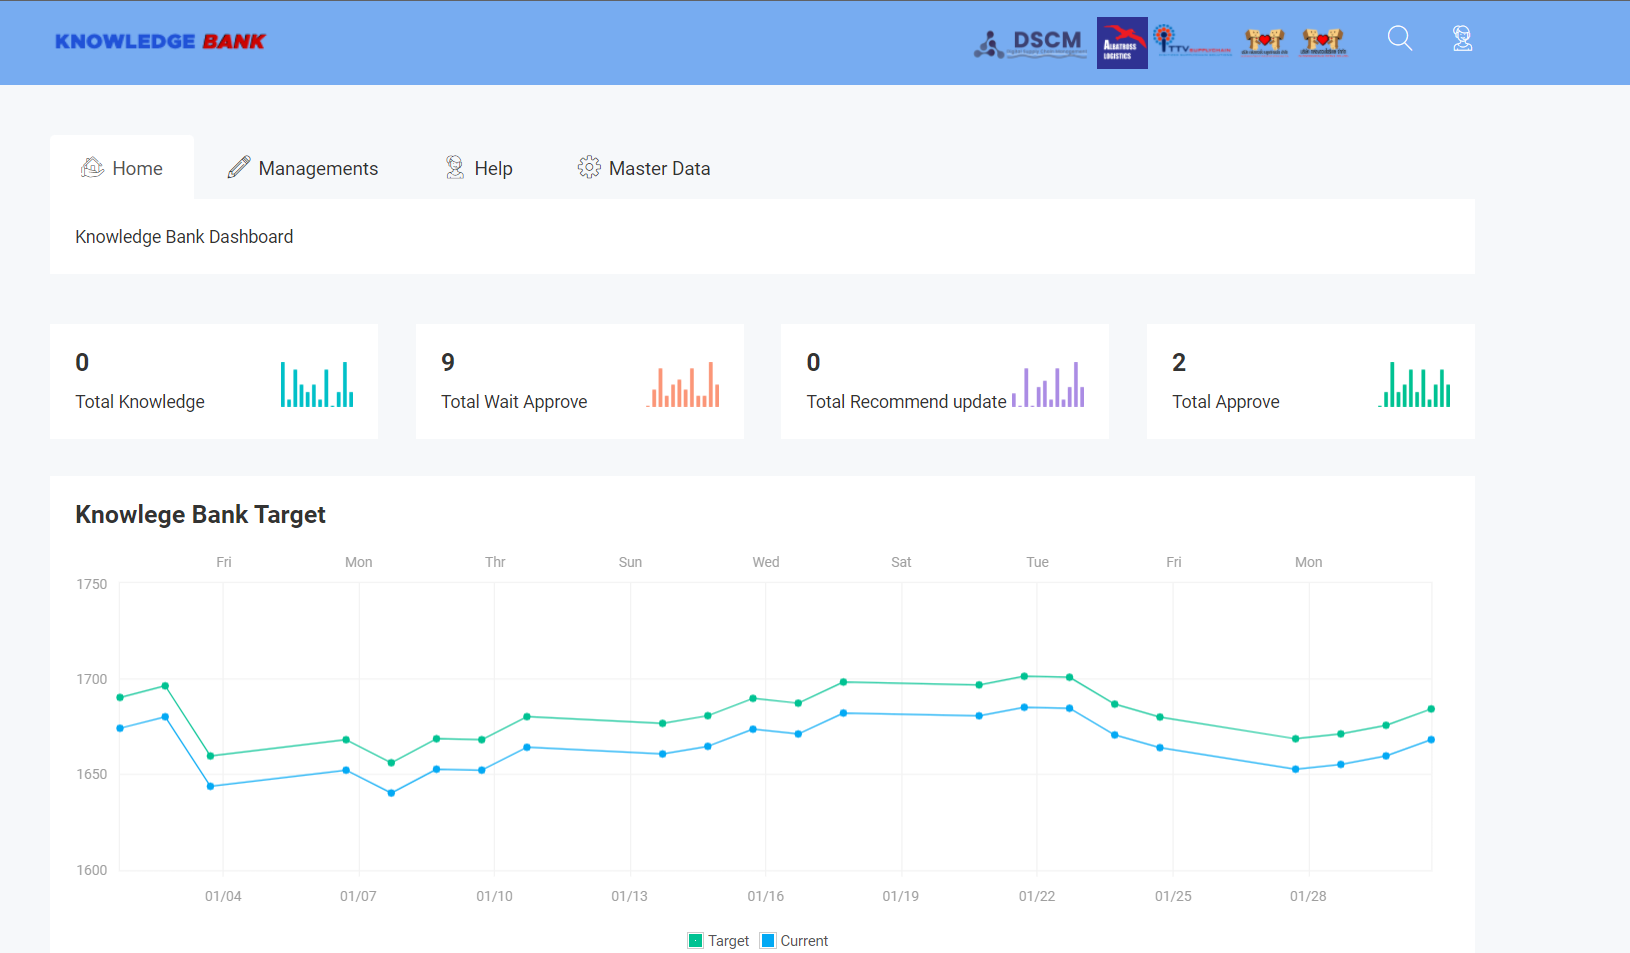 KNOWLEDGE BANK
DSCM
ALBATROSS
LOGISTICS
TTV SUPPLYCHAIN
Home
Managements
Help
Master Data
Knowledge Bank Dashboard
0
Total Knowledge
9
Total Wait Approve
0
Total Recommend update
2
Total Approve
Knowlege Bank Target
Fri Mon Thr Sun Wed Sat Tue Fri Mon
1750
1700
1650
1600
01/04 01/07 01/10 01/13 01/16 01/19 01/22 01/25 01/28
Target Current